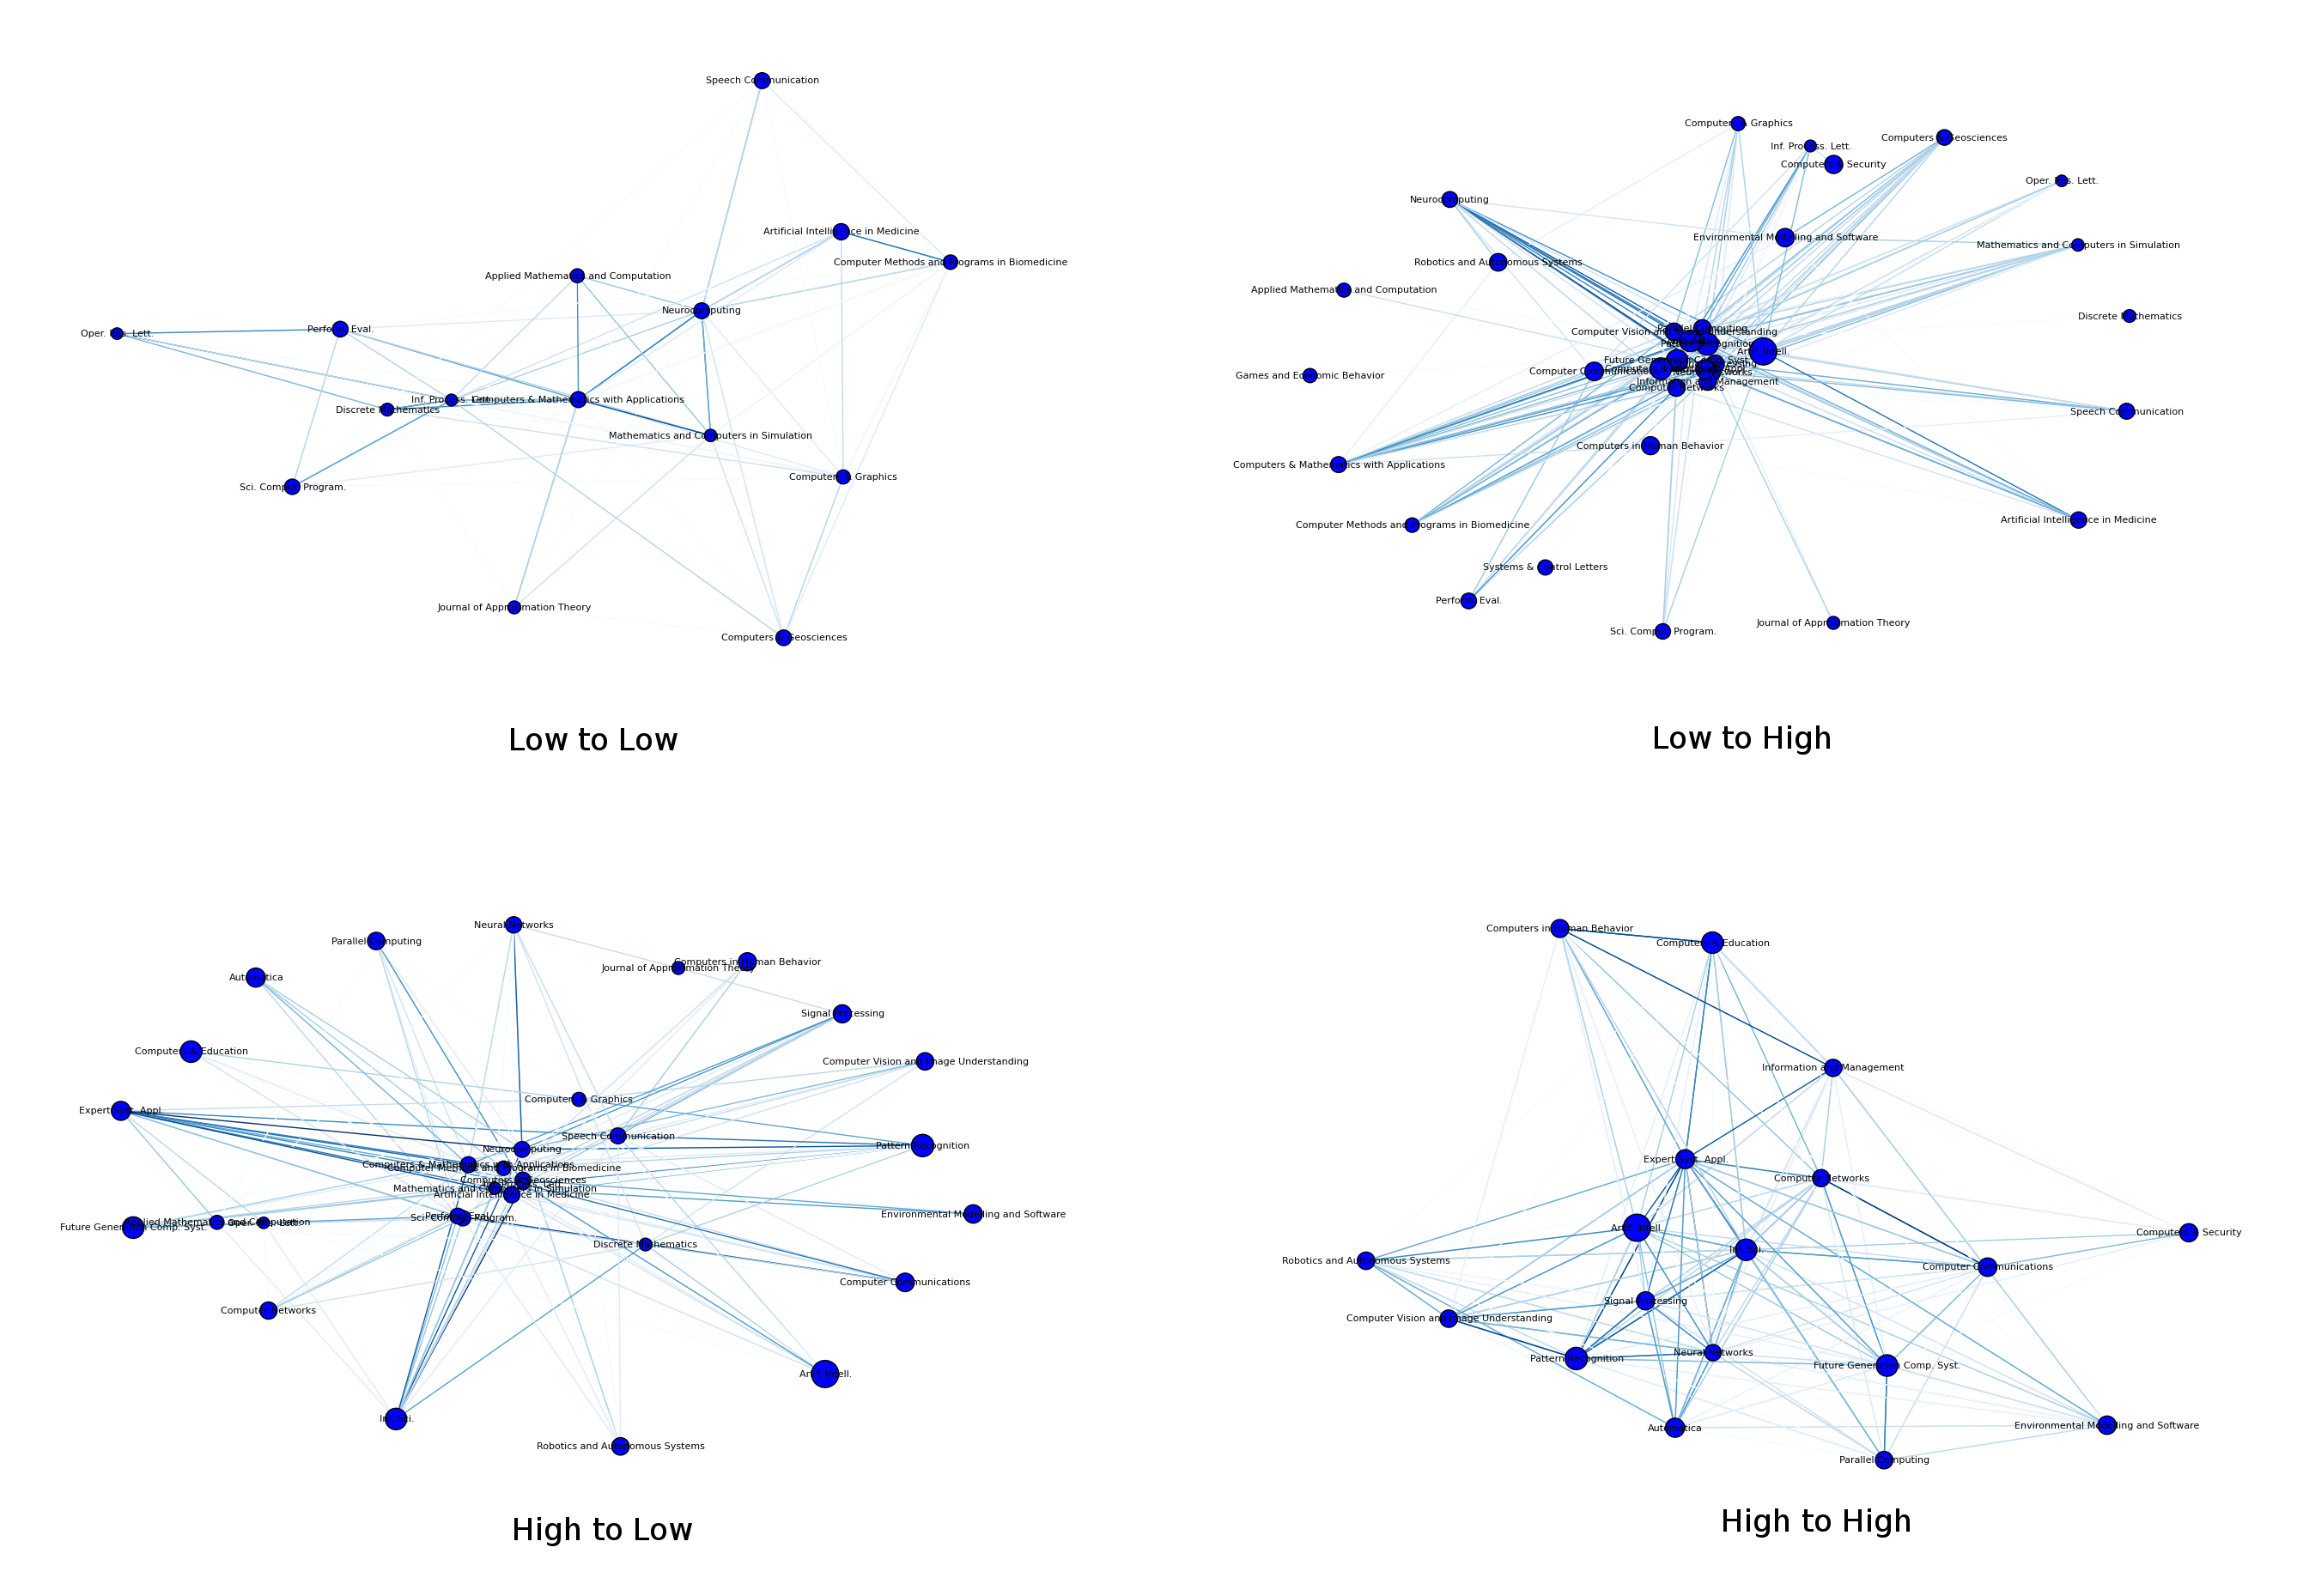 Speech Communication
Artificial Intelligence in Medicine
Computer Methods and Programs in Biomedicine
Applied Mathematics and Computation
Neurocomputing
Oper. Res. Lett.
Perform. Eval.
Inf. Process. Lett.
Computers & Mathematics with Applications
Discrete Mathematics
Mathematics and Computers in Simulation
Computers & Graphics
Sci. Comput. Program.
Journal of Approximation Theory
Computers & Geosciences
Low to Low
Computers & Graphics
Computers & Geosciences
Inf. Process. Lett.
Computers & Security
Oper. Res. Lett.
Neurocomputing
Environmental Modelling and Software
Mathematics and Computers in Simulation
Robotics and Autonomous Systems
Applied Mathematics and Computation
Discrete Mathematics
Parallel Computing
Computer Vision and Image Understanding
Pattern Recognition
Artif. Intell.
Future Generation Comp. Syst.
Games and Economic Behavior
Computer Communications
Neural Networks
Information and Management
Computer Networks
Speech Communication
Computers in Human Behavior
Computers & Mathematics with Applications
Artificial Intelligence in Medicine
Computer Methods and Programs in Biomedicine
Systems & Control Letters
Perform. Eval.
Sci. Comput. Program.
Journal of Approximation Theory
Low to High
Neural Networks
Parallel Computing
Computers in Human Behavior
Journal of Approximation Theory
Automatica
Signal Processing
Computers & Education
Computer Vision and Image Understanding
Computers & Graphics
Expert Syst. Appl.
Speech Communication
Pattern Recognition
Neurocomputing
Computers & Mathematics with Applications
Computer Methods and Programs in Biomedicine
Computers & Geosciences
Mathematics and Computers in Simulation
Artificial Intelligence in Medicine
Environmental Modelling and Software
Perform. Eval.
Sci. Comput. Program.
Applied Mathematics and Computation
Oper. Res. Lett.
Future Generation Comp. Syst.
Discrete Mathematics
Computer Communications
Computer Networks
Artif. Intell.
Inf. Sci.
Robotics and Autonomous Systems
High to Low
Computers in Human Behavior
Computers & Education
Information and Management
Expert Syst. Appl.
Computer Networks
Artif. Intell.
Computers & Security
Inf. Sci.
Robotics and Autonomous Systems
Computer Communications
Signal Processing
Computer Vision and Image Understanding
Neural Networks
Pattern Recognition
Future Generation Comp. Syst.
Automatica
Environmental Modelling and Software
Parallel Computing
High to High